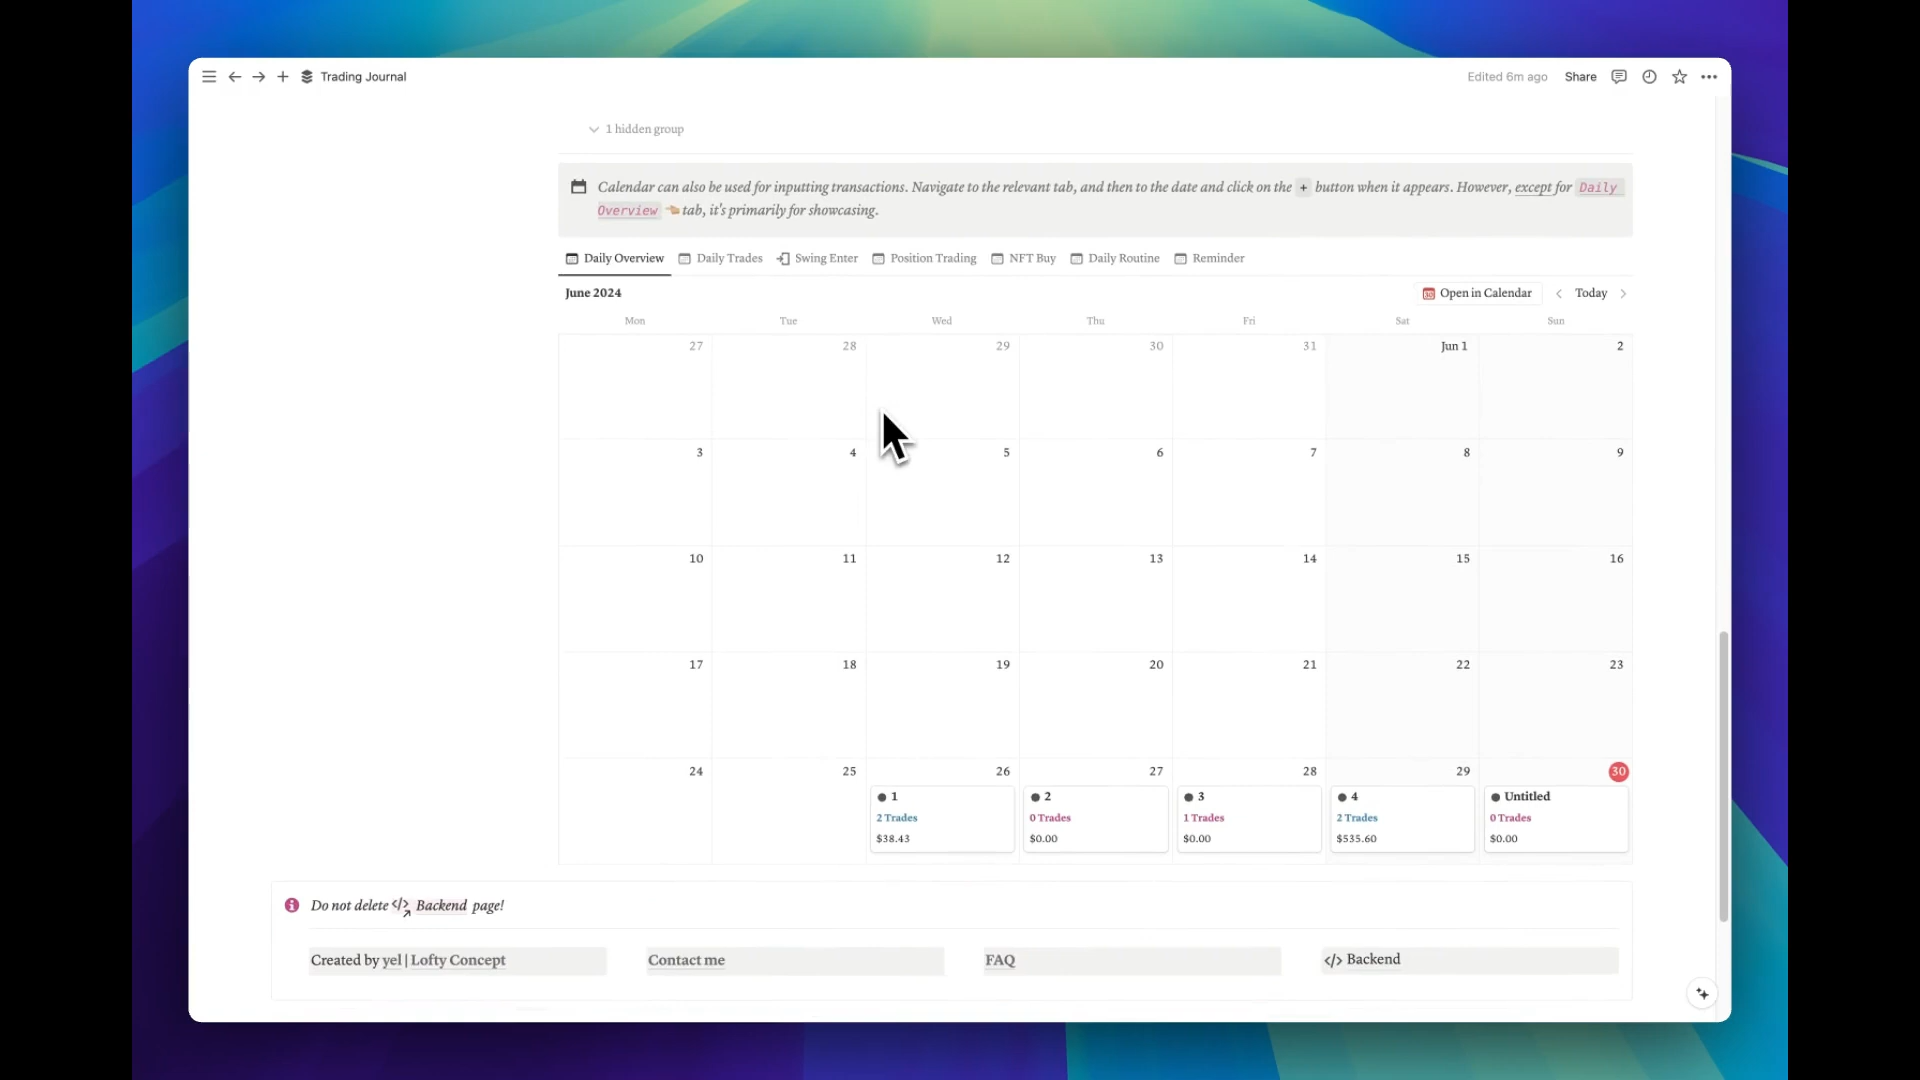 Trading Journal
Edited 6m ago Share
1 hidden group
Calendar can also be used for inputting transactions. Navigate to the relevant tab, and then to the date and click on the + button when it appears. However, except for Daily
Overview 👈🏼 tab, it's primarily for showcasing.
Daily Overview Daily Trades Swing Enter Position Trading NFT Buy Daily Routine Reminder
June 2024 Open in Calendar Today
Mon Tue Wed Thu Fri Sat Sun
27 28 29 30 31 Jun 1 2
3 4 5 6 7 8 9
10 11 12 13 14 15 16
17 18 19 20 21 22 23
24 25 26 27 28 29 30
1 2 3 4 Untitled
2 Trades 0 Trades 1 Trades 2 Trades 0 Trades
$38.43 $0.00 $0.00 $535.60 $0.00
Do not delete </> Backend page!
Created by yel | Lofty Concept Contact me FAQ </> Backend